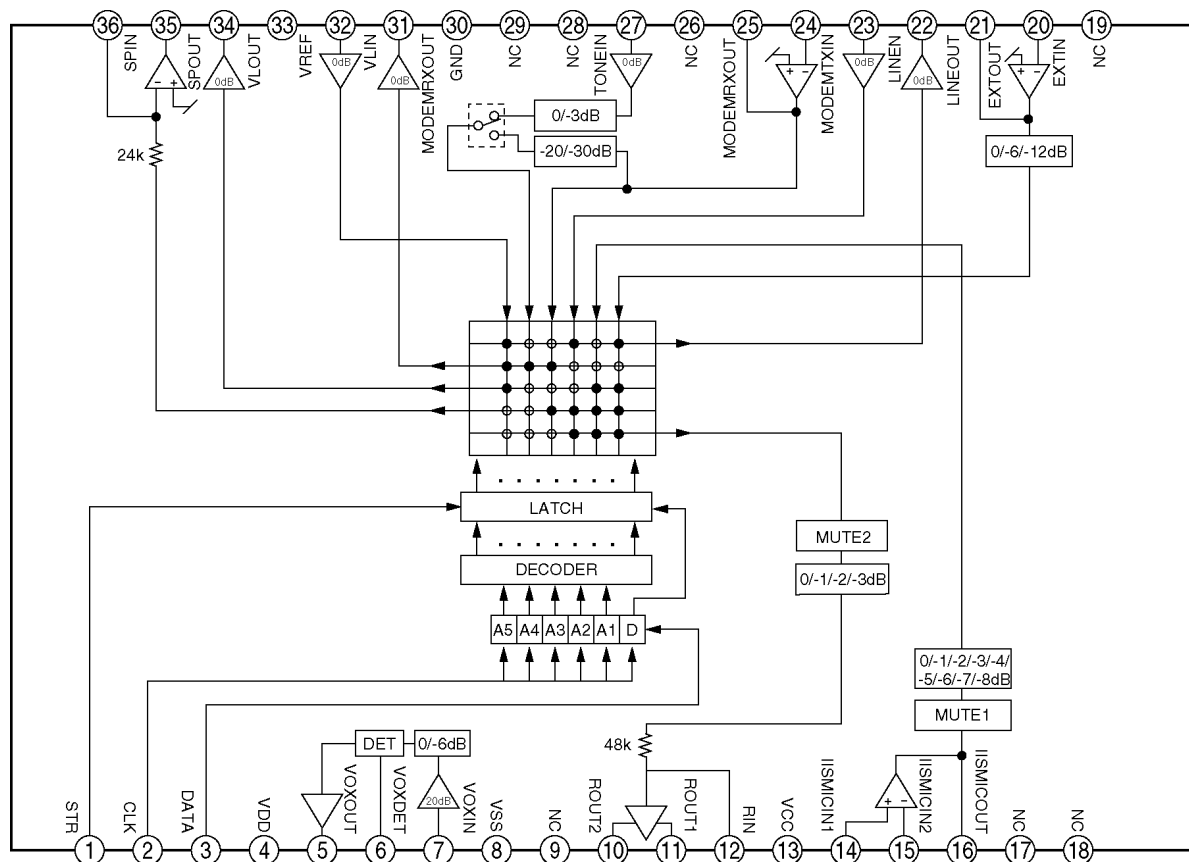 36
35
34
33
32
31
30
29
28
27
26
25
24
23
22
21
20
19
SPIN
SPOUT
VLOUT
VREF
VLIN
MODEMRXOUT
GND
NC
NC
TONEIN
NC
MODEMRXOUT
MODEMTXIN
LINEN
LINEOUT
EXTOUT
EXTIN
NC
- +
0dB
0dB
0dB
0dB
+ -
0dB
0dB
+ -
0/-3dB
-20/-30dB
0/-6/-12dB
24k
LATCH
DECODER
A5 A4 A3 A2 A1 D
MUTE2
0/-1/-2/-3dB
0/-1/-2/-3/-4/
-5/-6/-7/-8dB
MUTE1
48k
DET
0/-6dB
20dB
+ -
STR
CLK
DATA
VDD
VOXOUT
VOXDET
VOXIN
VSS
NC
ROUT2
ROUT1
RIN
VCC
IISMICIN1
IISMICIN2
IISMICOUT
NC
NC
1
2
3
4
5
6
7
8
9
10
11
12
13
14
15
16
17
18